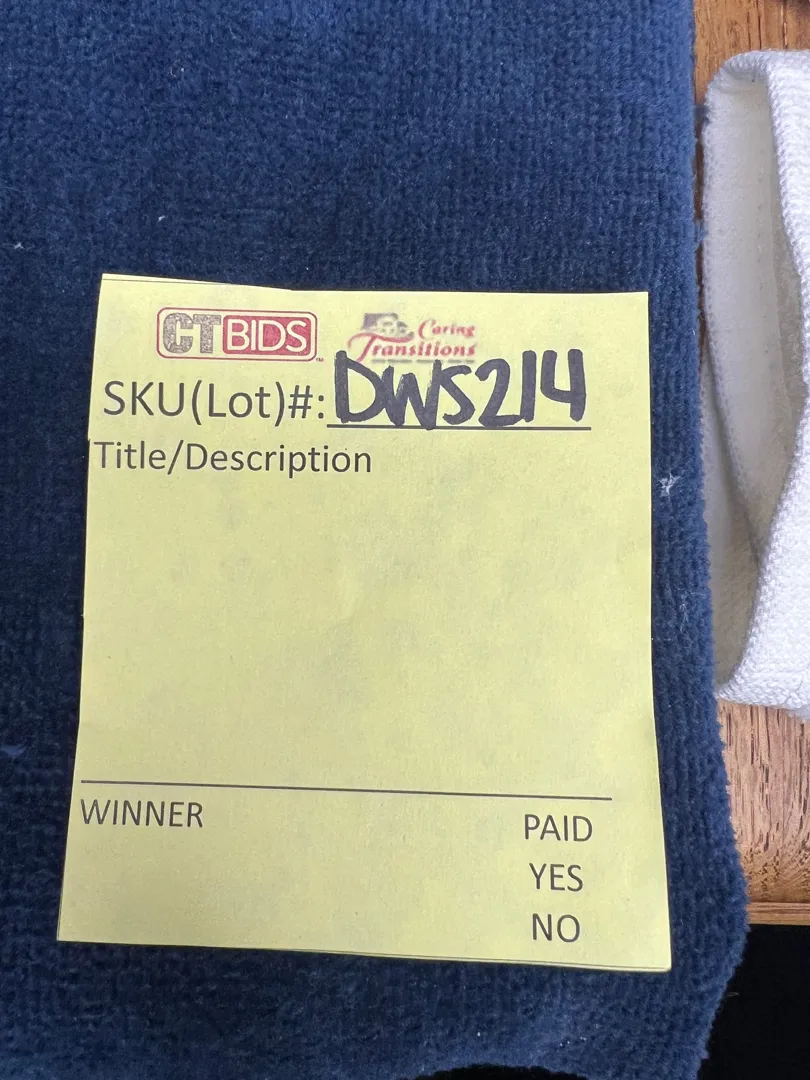 CTBIDS
Caring
Transitions
SKU(Lot)#: DWS214
Title/Description
WINNER
PAID
YES
NO